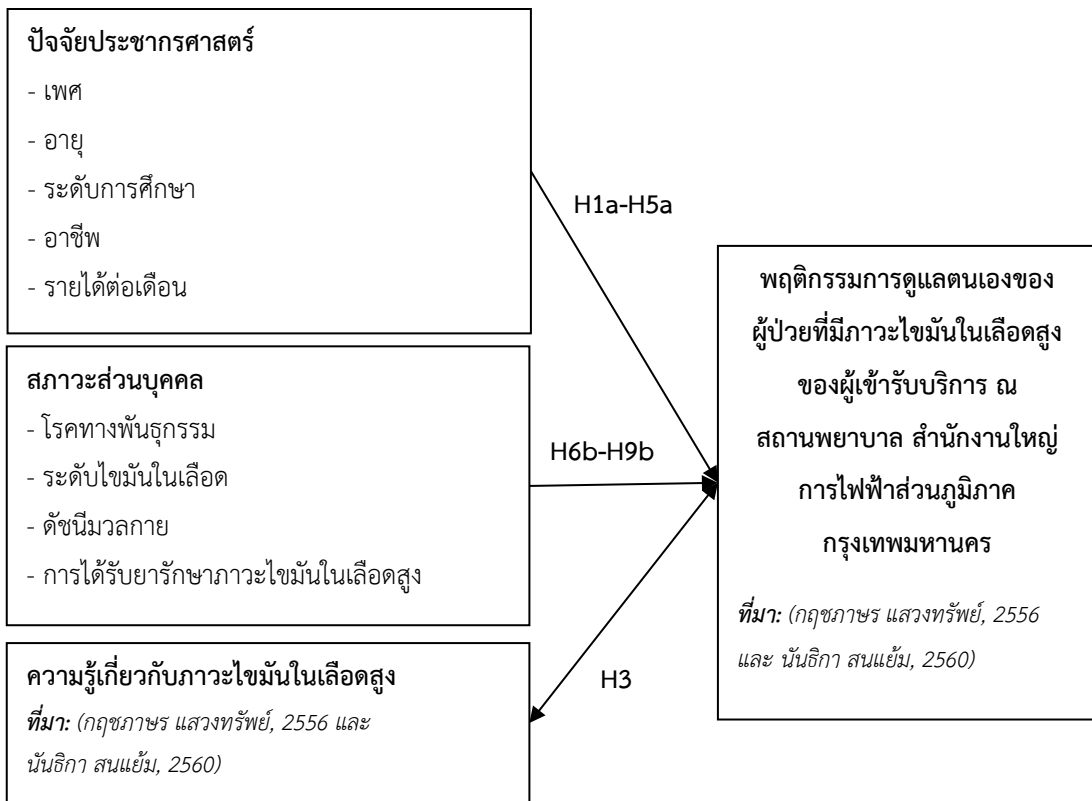 ปัจจัยประชากรศาสตร์
- เพศ
- อายุ
- ระดับการศึกษา
- อาชีพ
- รายได้ต่อเดือน
H1a-H5a
สภาวะส่วนบุคคล
- โรคทางพันธุกรรม
- ระดับไขมันในเลือด
- ดัชนีมวลกาย
- การได้รับยารักษาภาวะไขมันในเลือดสูง
H6b-H9b
ความรู้เกี่ยวกับภาวะไขมันในเลือดสูง
ที่มา: (กฤชภาษร แสวงทรัพย์, 2556 และ
นันธิกา สนแย้ม, 2560)
H3
พฤติกรรมการดูแลตนเองของ
ผู้ป่วยที่มีภาวะไขมันในเลือดสูง
ของผู้เข้ารับบริการ ณ
สถานพยาบาล สำนักงานใหญ่
การไฟฟ้าส่วนภูมิภาค
กรุงเทพมหานคร
ที่มา: (กฤชภาษร แสวงทรัพย์, 2556
และ นันธิกา สนแย้ม, 2560)